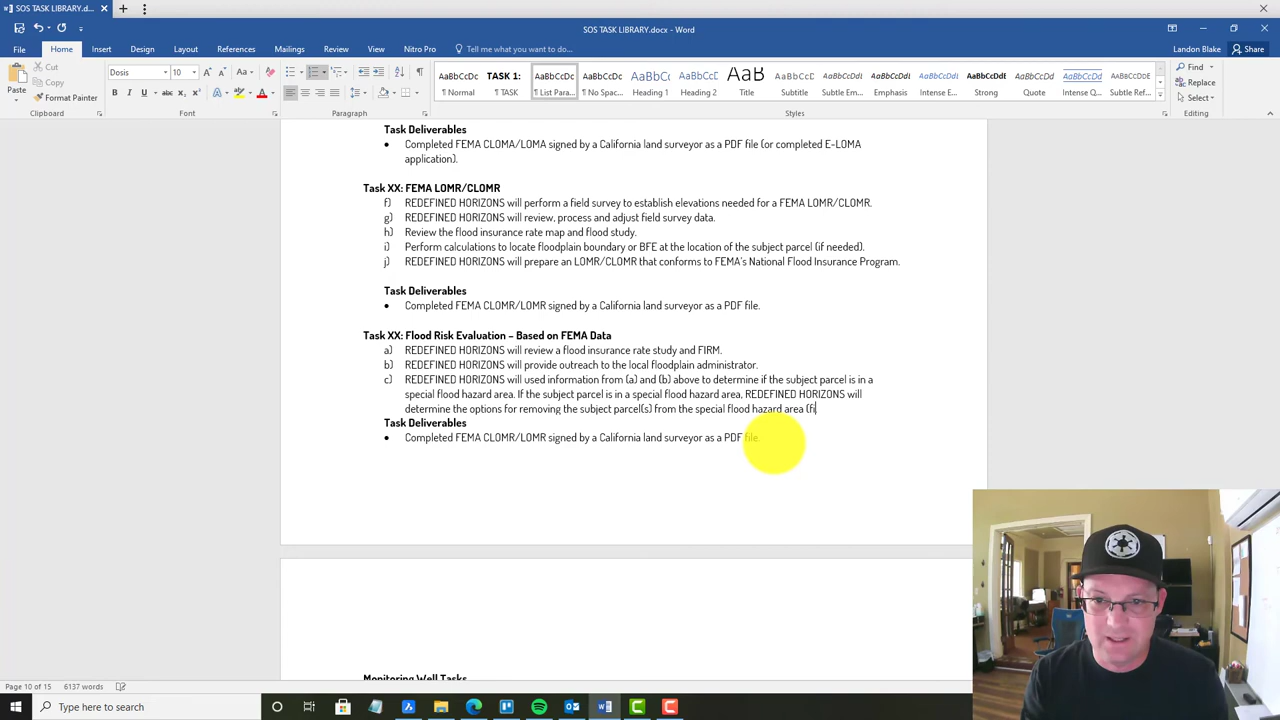 SOS TASK LIBRARY.d...
SOS TASK LIBRARY.docx - Word
File Home Insert Design Layout References Mailings Review View Nitro Pro Tell me what you want to do...
Landon Blake Share
Paste
Cut
Copy
Format Painter
Clipboard
Dosis 10
Font
Paragraph
AaBbCcDc TASK 1: AaBbCcDc AaBbCcDc AaBbCc AaBbCcC AaB AaBbCcC AaBbCcDdI AaBbCcDdI AaBbCcDdI AaBbCcDc AaBbCcDd AaBbCcDd AABBCCDDE
¶ Normal ¶ TASK ¶ List Para... ¶ No Spac... Heading 1 Heading 2 Title Subtitle Subtle Em... Emphasis Intense E... Strong Quote Intense Q... Subtle Ref...
Styles
Find
Replace
Select
Editing
Task Deliverables
• Completed FEMA CLOMA/LOMA signed by a California land surveyor as a PDF file (or completed E-LOMA
application).
Task XX: FEMA LOMR/CLOMR
f) REDEFINED HORIZONS will perform a field survey to establish elevations needed for a FEMA LOMR/CLOMR.
g) REDEFINED HORIZONS will review, process and adjust field survey data.
h) Review the flood insurance rate map and flood study.
i) Perform calculations to locate floodplain boundary or BFE at the location of the subject parcel (if needed).
j) REDEFINED HORIZONS will prepare an LOMR/CLOMR that conforms to FEMA's National Flood Insurance Program.
Task Deliverables
• Completed FEMA CLOMR/LOMR signed by a California land surveyor as a PDF file.
Task XX: Flood Risk Evaluation – Based on FEMA Data
a) REDEFINED HORIZONS will review a flood insurance rate study and FIRM.
b) REDEFINED HORIZONS will provide outreach to the local floodplain administrator.
c) REDEFINED HORIZONS will used information from (a) and (b) above to determine if the subject parcel is in a
special flood hazard area. If the subject parcel is in a special flood hazard area, REDEFINED HORIZONS will
determine the options for removing the subject parcel(s) from the special flood hazard area (fi
Task Deliverables
• Completed FEMA CLOMR/LOMR signed by a California land surveyor as a PDF file.
Monitoring Well Tasks
Page 10 of 15 6137 words
Type here to search